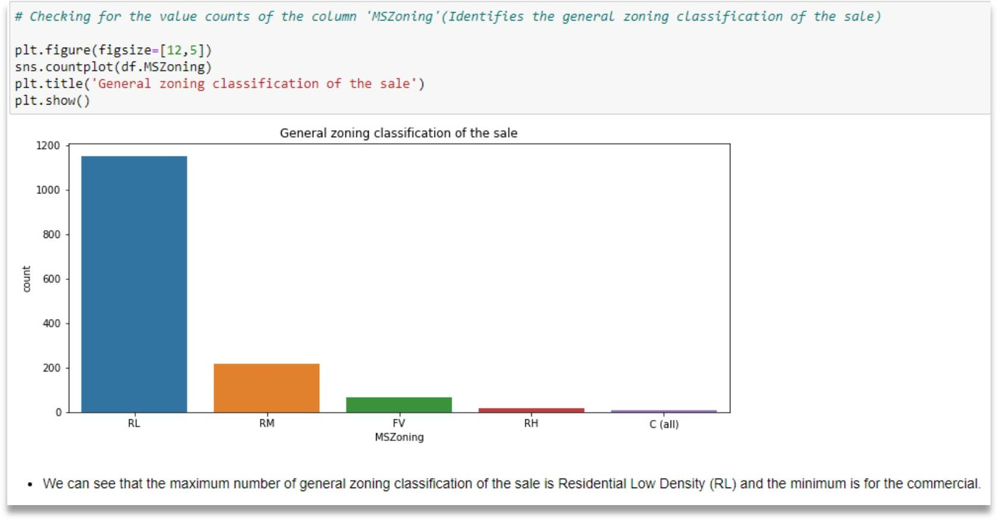 # Checking for the value counts of the column 'MSZoning'(Identifies the general zoning classification of the sale)
plt.figure(figsize=[12,5])
sns.countplot(df.MSZoning)
plt.title('General zoning classification of the sale')
plt.show()
General zoning classification of the sale
1200
1000
800
600
400
200
0
count
RL RM FV RH C (all)
MSZoning
• We can see that the maximum number of general zoning classification of the sale is Residential Low Density (RL) and the minimum is for the commercial.